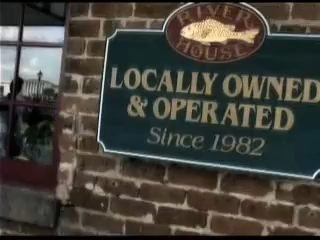 RIVER
HOUSE
LOCALLY OWNED
& OPERATED
Since 1982